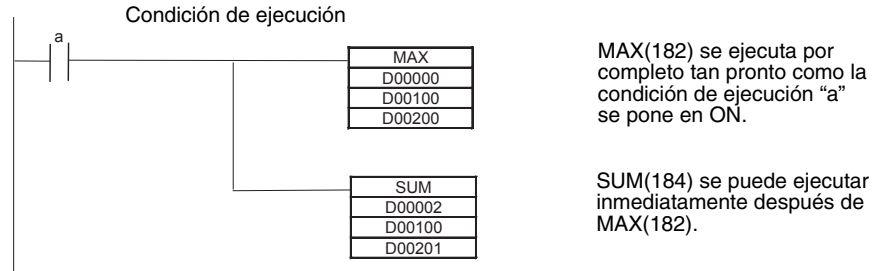 Condición de ejecución
a
MAX
D00000
D00100
D00200
MAX(182) se ejecuta por
completo tan pronto como la
condición de ejecución “a”
se pone en ON.
SUM
D00002
D00100
D00201
SUM(184) se puede ejecutar
inmediatamente después de
MAX(182).